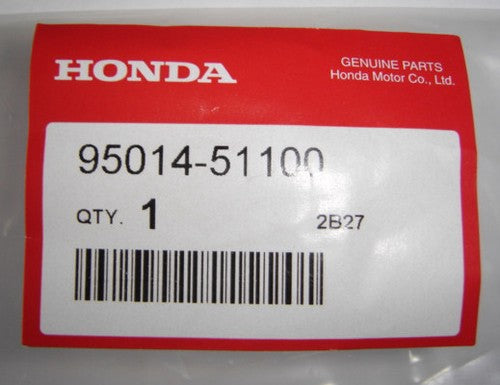 HONDA
GENUINE PARTS
Honda Motor Co., Ltd.
95014-51100
QTY. 1
2B27